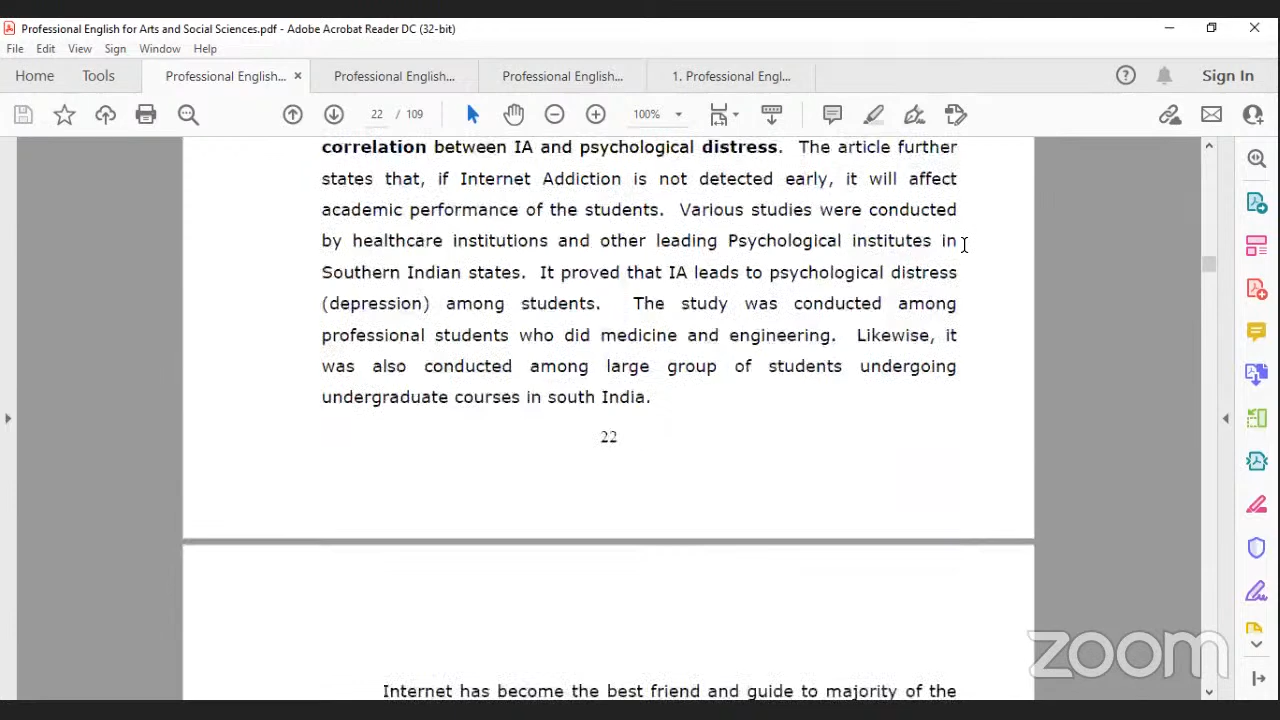 Professional English for Arts and Social Sciences.pdf - Adobe Acrobat Reader DC (32-bit)
File Edit View Sign Window Help
Home Tools Professional English... × Professional English... Professional English... 1. Professional Engl... Sign In
22 / 109 100%
correlation between IA and psychological distress. The article further
states that, if Internet Addiction is not detected early, it will affect
academic performance of the students. Various studies were conducted
by healthcare institutions and other leading Psychological institutes in
Southern Indian states. It proved that IA leads to psychological distress
(depression) among students. The study was conducted among
professional students who did medicine and engineering. Likewise, it
was also conducted among large group of students undergoing
undergraduate courses in south India.
22
Internet has become the best friend and guide to majority of the
zoom